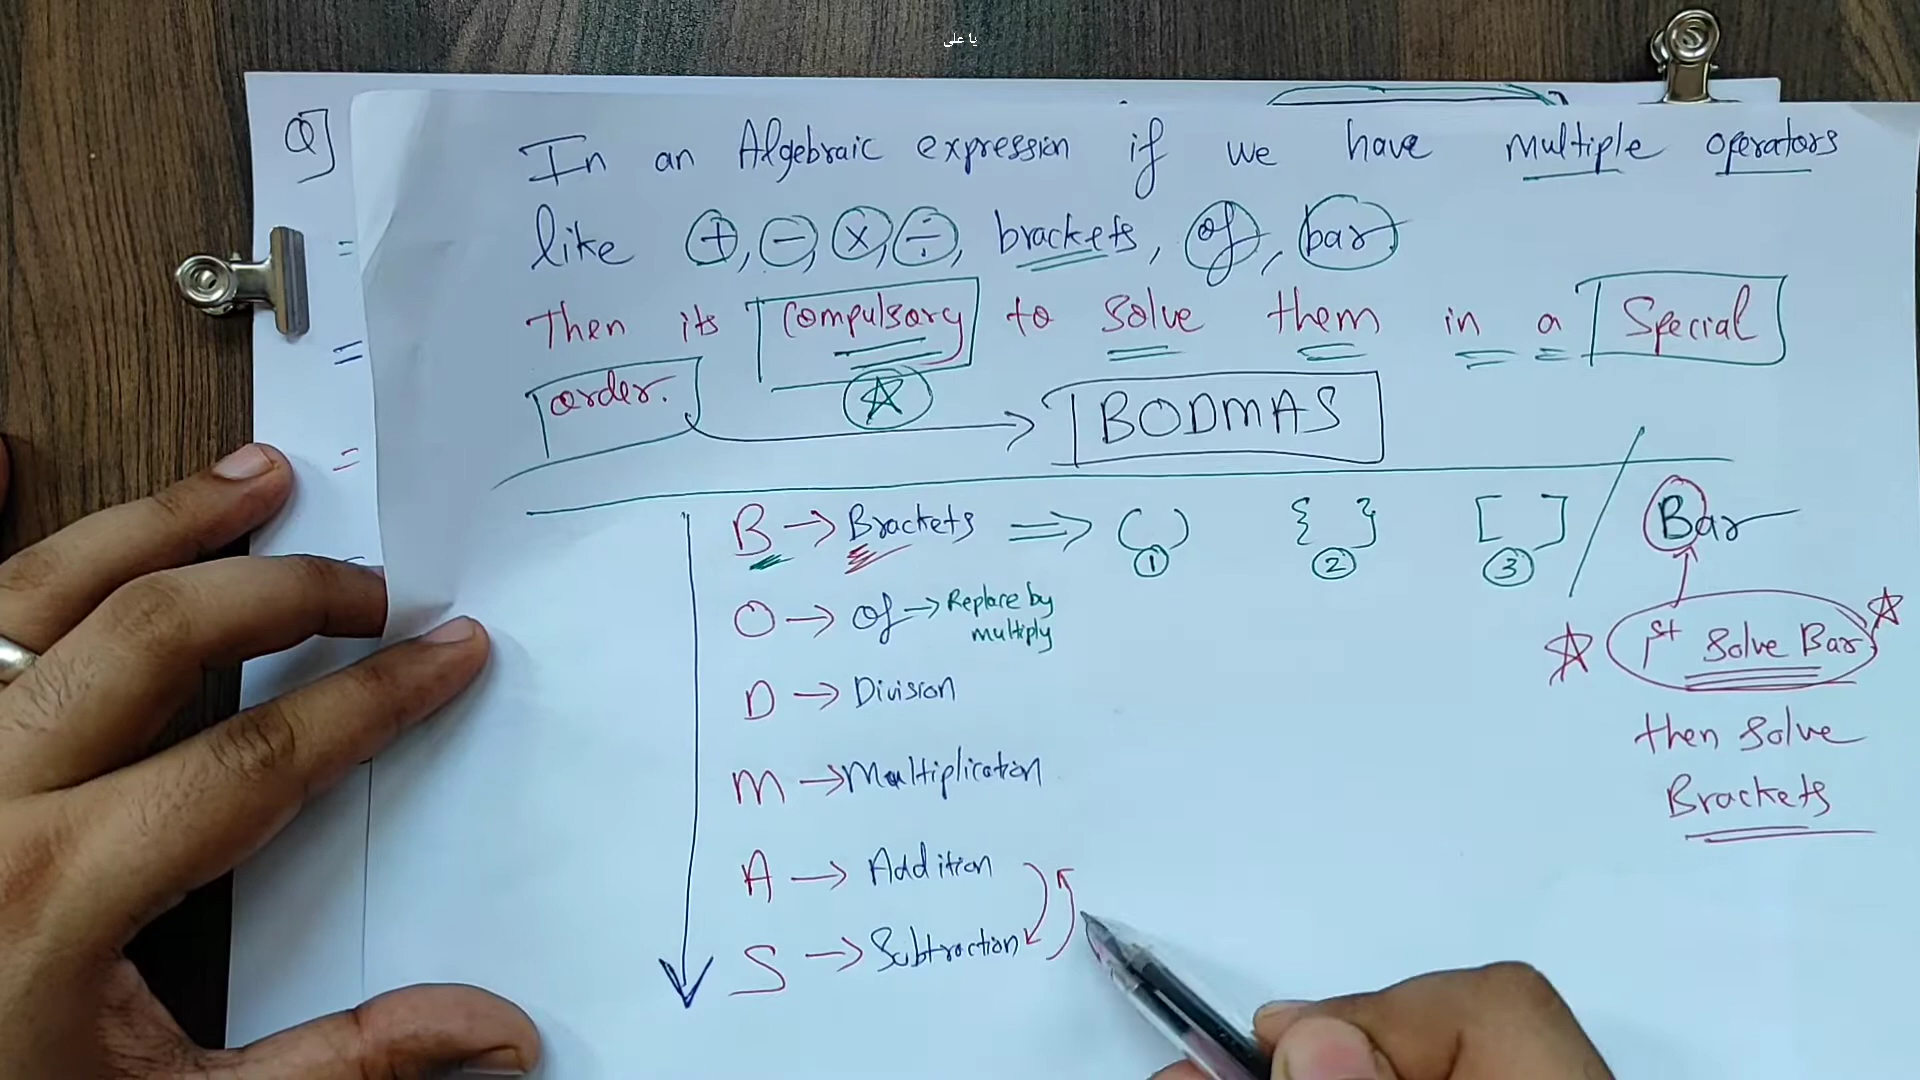 يا على
Q]
In an Algebraic expression if we have multiple operators
like +, -, ×, ÷, brackets, of, bar
Then its compulsory to solve them in a Special
order. → BODMAS
=
=
=
B → Brackets ⇒ ( ) { } [ ] / Bar
① ② ③
O → of → Replace by
multiply
1st Solve Bar
then solve
Brackets
D → Division
M → Multiplication
A → Addition
S → Subtraction